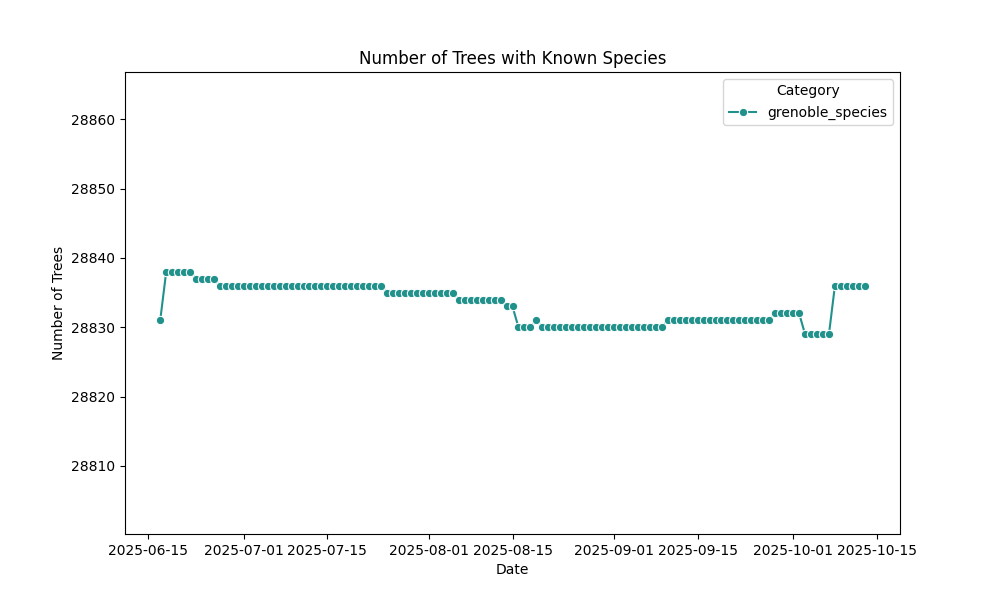 Number of Trees with Known Species
Category
grenoble_species
28860
28850
28840
28830
28820
28810
Number of Trees
2025-06-15 2025-07-01 2025-07-15 2025-08-01 2025-08-15 2025-09-01 2025-09-15 2025-10-01 2025-10-15
Date